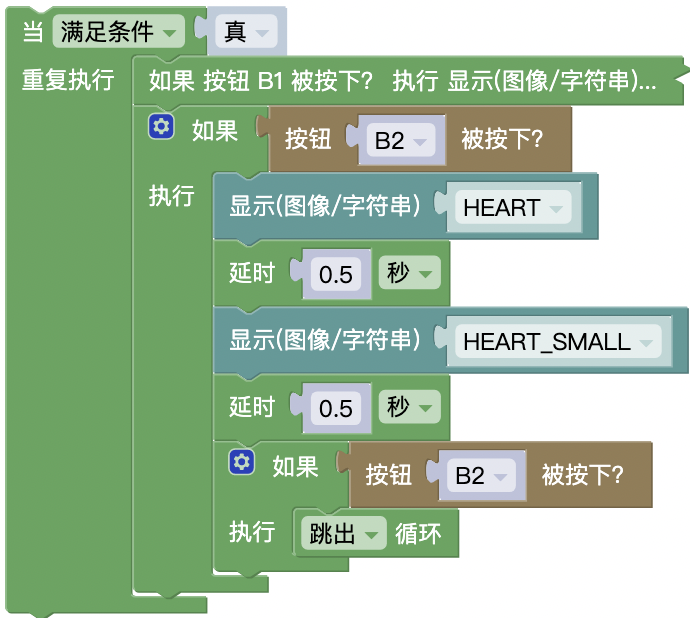 当 满足条件 真
重复执行 如果 按钮 B1 被按下? 执行 显示(图像/字符串)...
如果 按钮 B2 被按下?
执行 显示(图像/字符串) HEART
延时 0.5 秒
显示(图像/字符串) HEART_SMALL
延时 0.5 秒
如果 按钮 B2 被按下?
执行 跳出 循环